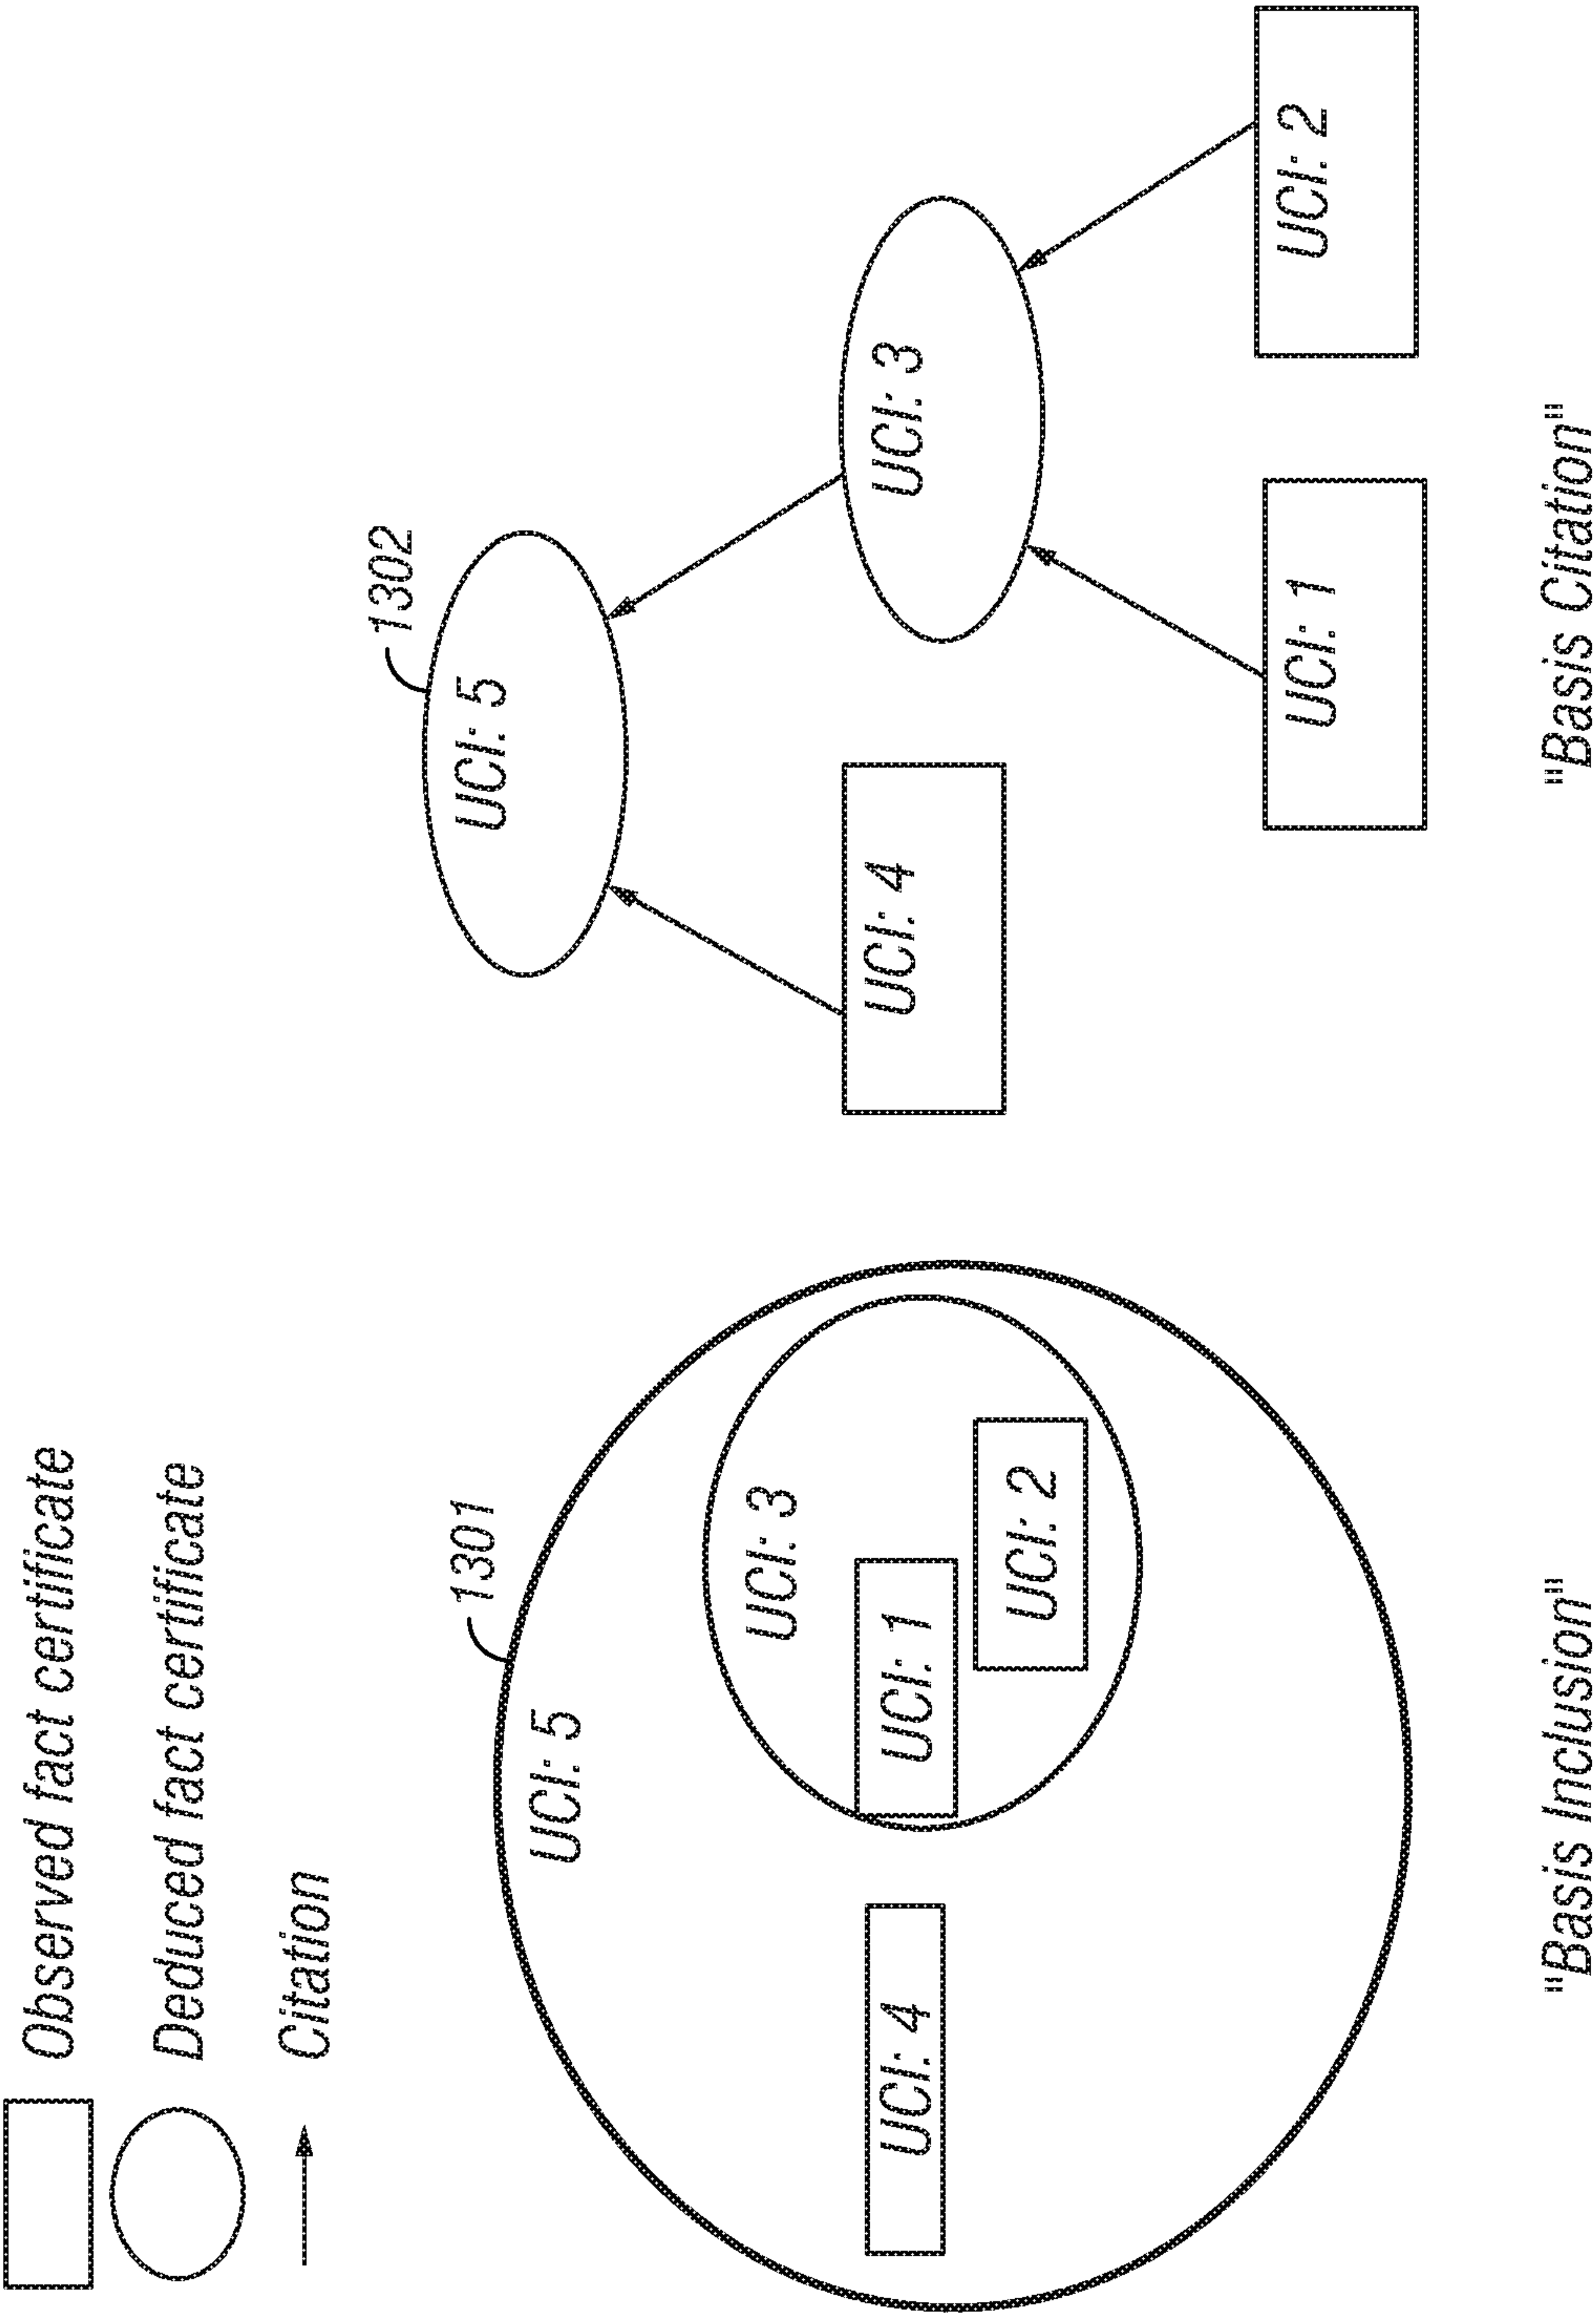 Observed fact certificate
Deduced fact certificate
Citation
1301
UCI: 5
UCI: 3
UCI: 4
UCI: 1
UCI: 2
"Basis Inclusion"
1302
UCI: 5
UCI: 4
UCI: 3
UCI: 1
UCI: 2
"Basis Citation"